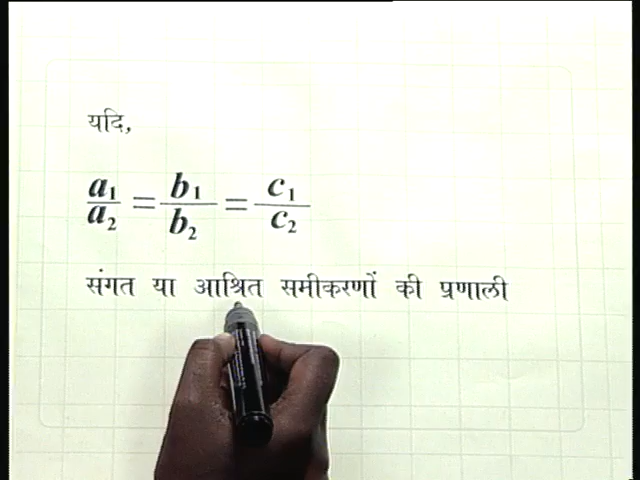 यदि,
a₁/a₂ = b₁/b₂ = c₁/c₂
संगत या आश्रित समीकरणों की प्रणाली